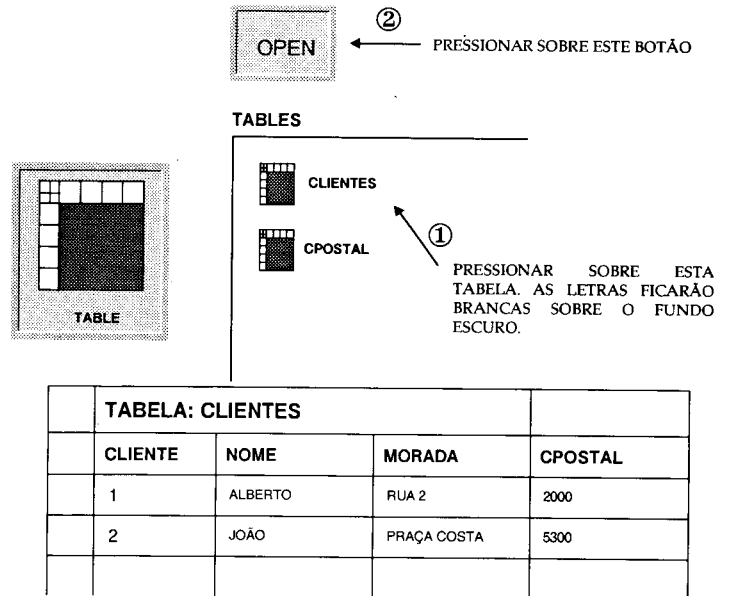 ②
OPEN
PRESSIONAR SOBRE ESTE BOTÃO
TABLES
CLIENTES
①
CPOSTAL
PRESSIONAR SOBRE ESTA
TABELA. AS LETRAS FICARÃO
BRANCAS SOBRE O FUNDO
ESCURO.
TABLE
TABELA: CLIENTES
CLIENTE NOME MORADA CPOSTAL
1 ALBERTO RUA 2 2000
2 JOÃO PRAÇA COSTA 5300